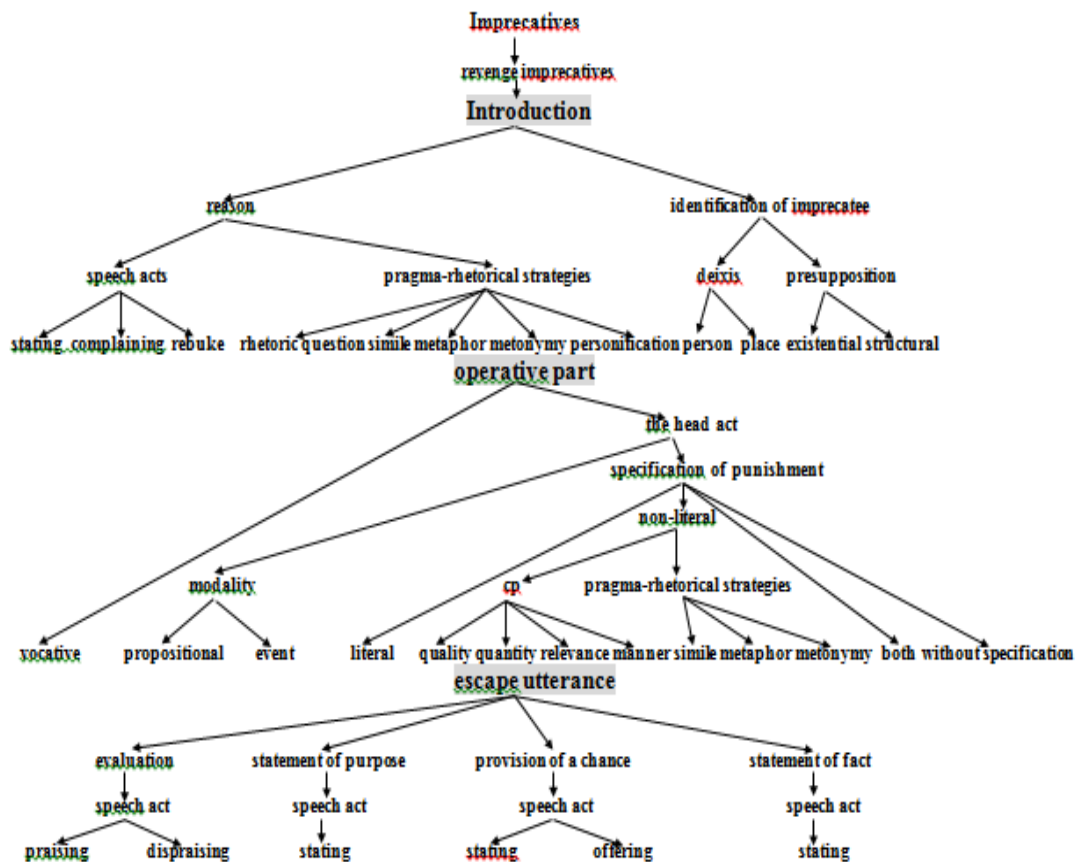 Imprecatives
revenge imprecatives
Introduction
reason identification of imprecatee
speech acts pragma-rhetorical strategies deixis presupposition
stating complaining rebuke rhetoric question simile metaphor metonymy personification person place existential structural
operative part
the head act
specification of punishment
non-literal
modality cp pragma-rhetorical strategies
vocative propositional event literal quality quantity relevance manner simile metaphor metonymy both without specification
escape utterance
evaluation statement of purpose provision of a chance statement of fact
speech act speech act speech act speech act
praising dispraising stating stating offering stating